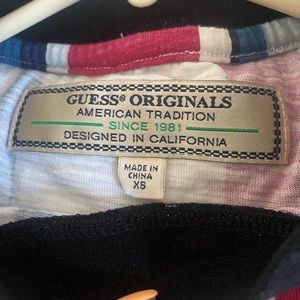 GUESS® ORIGINALS
AMERICAN TRADITION
SINCE 1981
DESIGNED IN CALIFORNIA
MADE IN
CHINA
XS